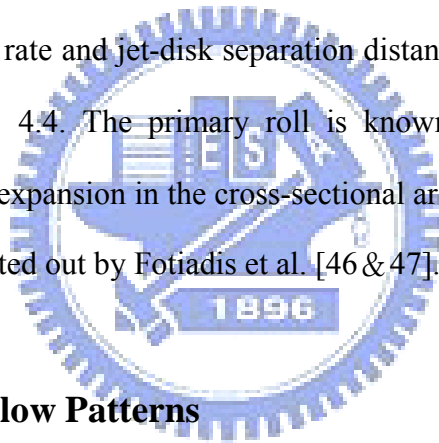 rate and jet-disk separation distan
4.4. The primary roll is know
expansion in the cross-sectional ar
ted out by Fotiadis et al. [46 & 47].
E S A
1896
low Patterns